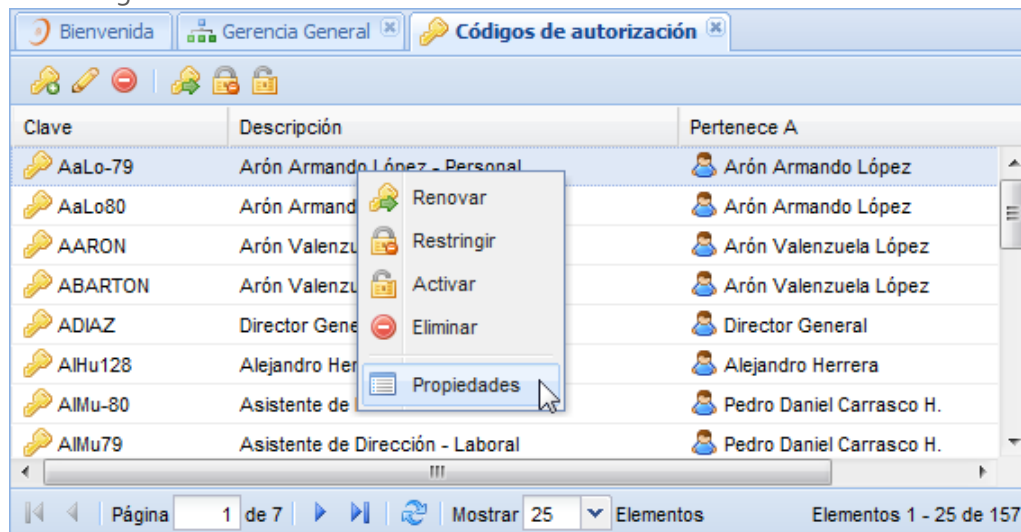 Bienvenida Gerencia General Códigos de autorización
Clave Descripción Pertenece A
AaLo-79 Arón Armando López - Personal Arón Armando López
AaLo80 Arón Armand Renovar Arón Armando López
AARON Arón Valenzu Restringir Arón Valenzuela López
ABARTON Arón Valenzu Activar Arón Valenzuela López
ADIAZ Director Gene Eliminar Director General
AlHu128 Alejandro Her Alejandro Herrera
Propiedades
AlMu-80 Asistente de Pedro Daniel Carrasco H.
AlMu79 Asistente de Dirección - Laboral Pedro Daniel Carrasco H.
Página 1 de 7 Mostrar 25 Elementos Elementos 1 - 25 de 157